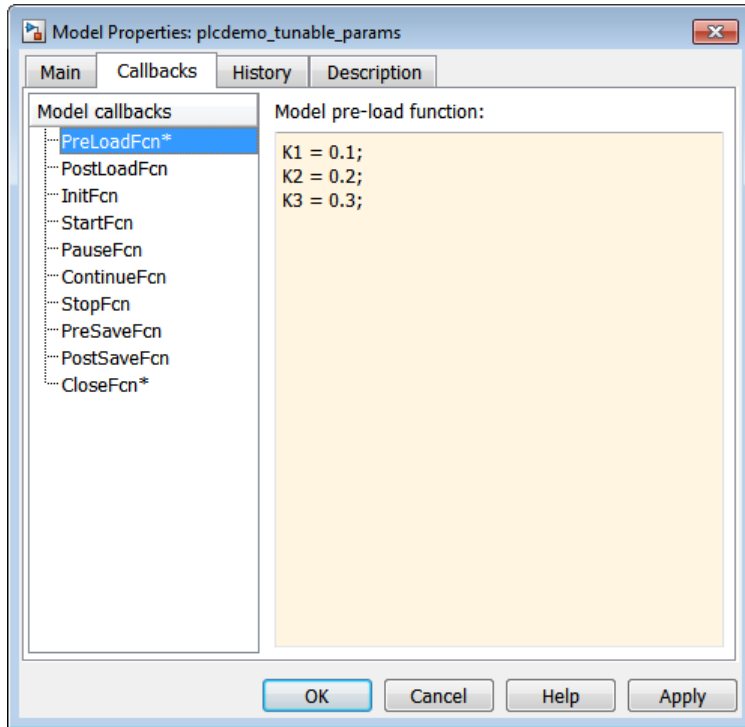 Model Properties: plcdemo_tunable_params
Main Callbacks History Description
Model callbacks
PreLoadFcn*
PostLoadFcn
InitFcn
StartFcn
PauseFcn
ContinueFcn
StopFcn
PreSaveFcn
PostSaveFcn
CloseFcn*
Model pre-load function:
K1 = 0.1;
K2 = 0.2;
K3 = 0.3;
OK Cancel Help Apply